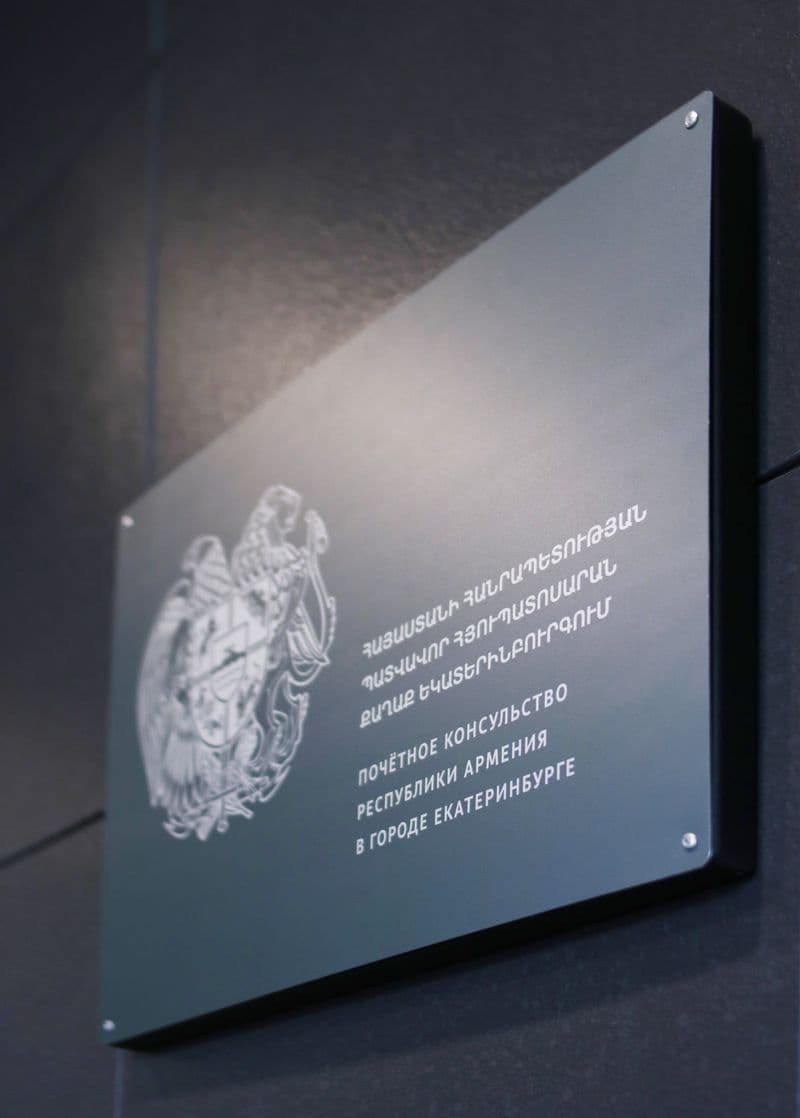 ՀԱՅԱՍՏԱՆԻ ՀԱՆՐԱՊԵՏՈՒԹՅԱՆ
ՊԱՏՎԱՎՈՐ ՀՅՈՒՊԱՏՈՍԱՐԱՆ
ՔԱՂԱՔ ԵԿԱՏԵՐԻՆԲՈՒՐԳՈՒՄ
ПОЧЁТНОЕ КОНСУЛЬСТВО
РЕСПУБЛИКИ АРМЕНИЯ
В ГОРОДЕ ЕКАТЕРИНБУРГЕ